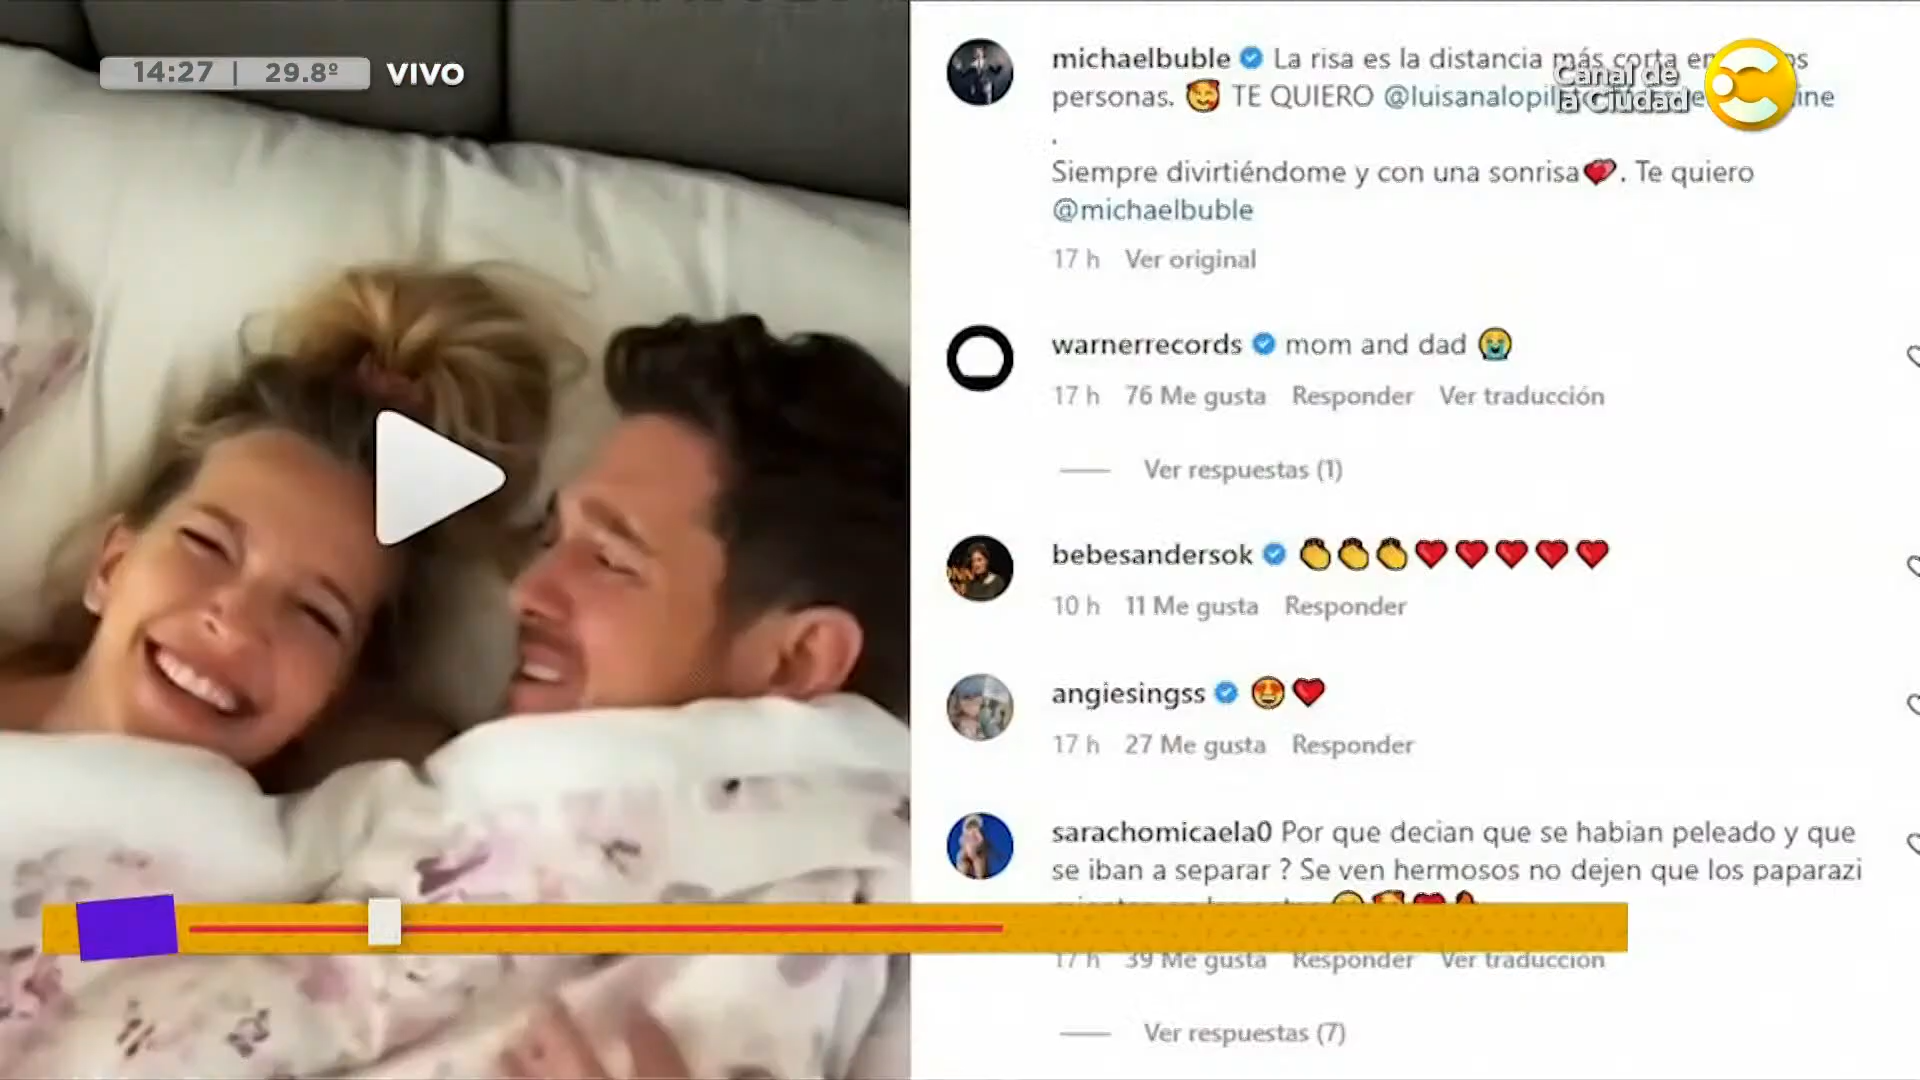 14:27 | 29.8º VIVO
michaelbuble La risa es la distancia más corta
personas. TE QUIERO
Canal de
la Ciudad
.
Siempre divirtiéndome y con una sonrisa. Te quiero
@michaelbuble
17 h Ver original
warnerrecords mom and dad
17 h 76 Me gusta Responder Ver traducción
Ver respuestas (1)
bebesandersok
10 h 11 Me gusta Responder
angiesingss
17 h 27 Me gusta Responder
sarachomicaela0 Por que decian que se habian peleado y que
se iban a separar ? Se ven hermosos no dejen que los paparazi
17 h 39 Me gusta Responder Ver traducción
Ver respuestas (7)